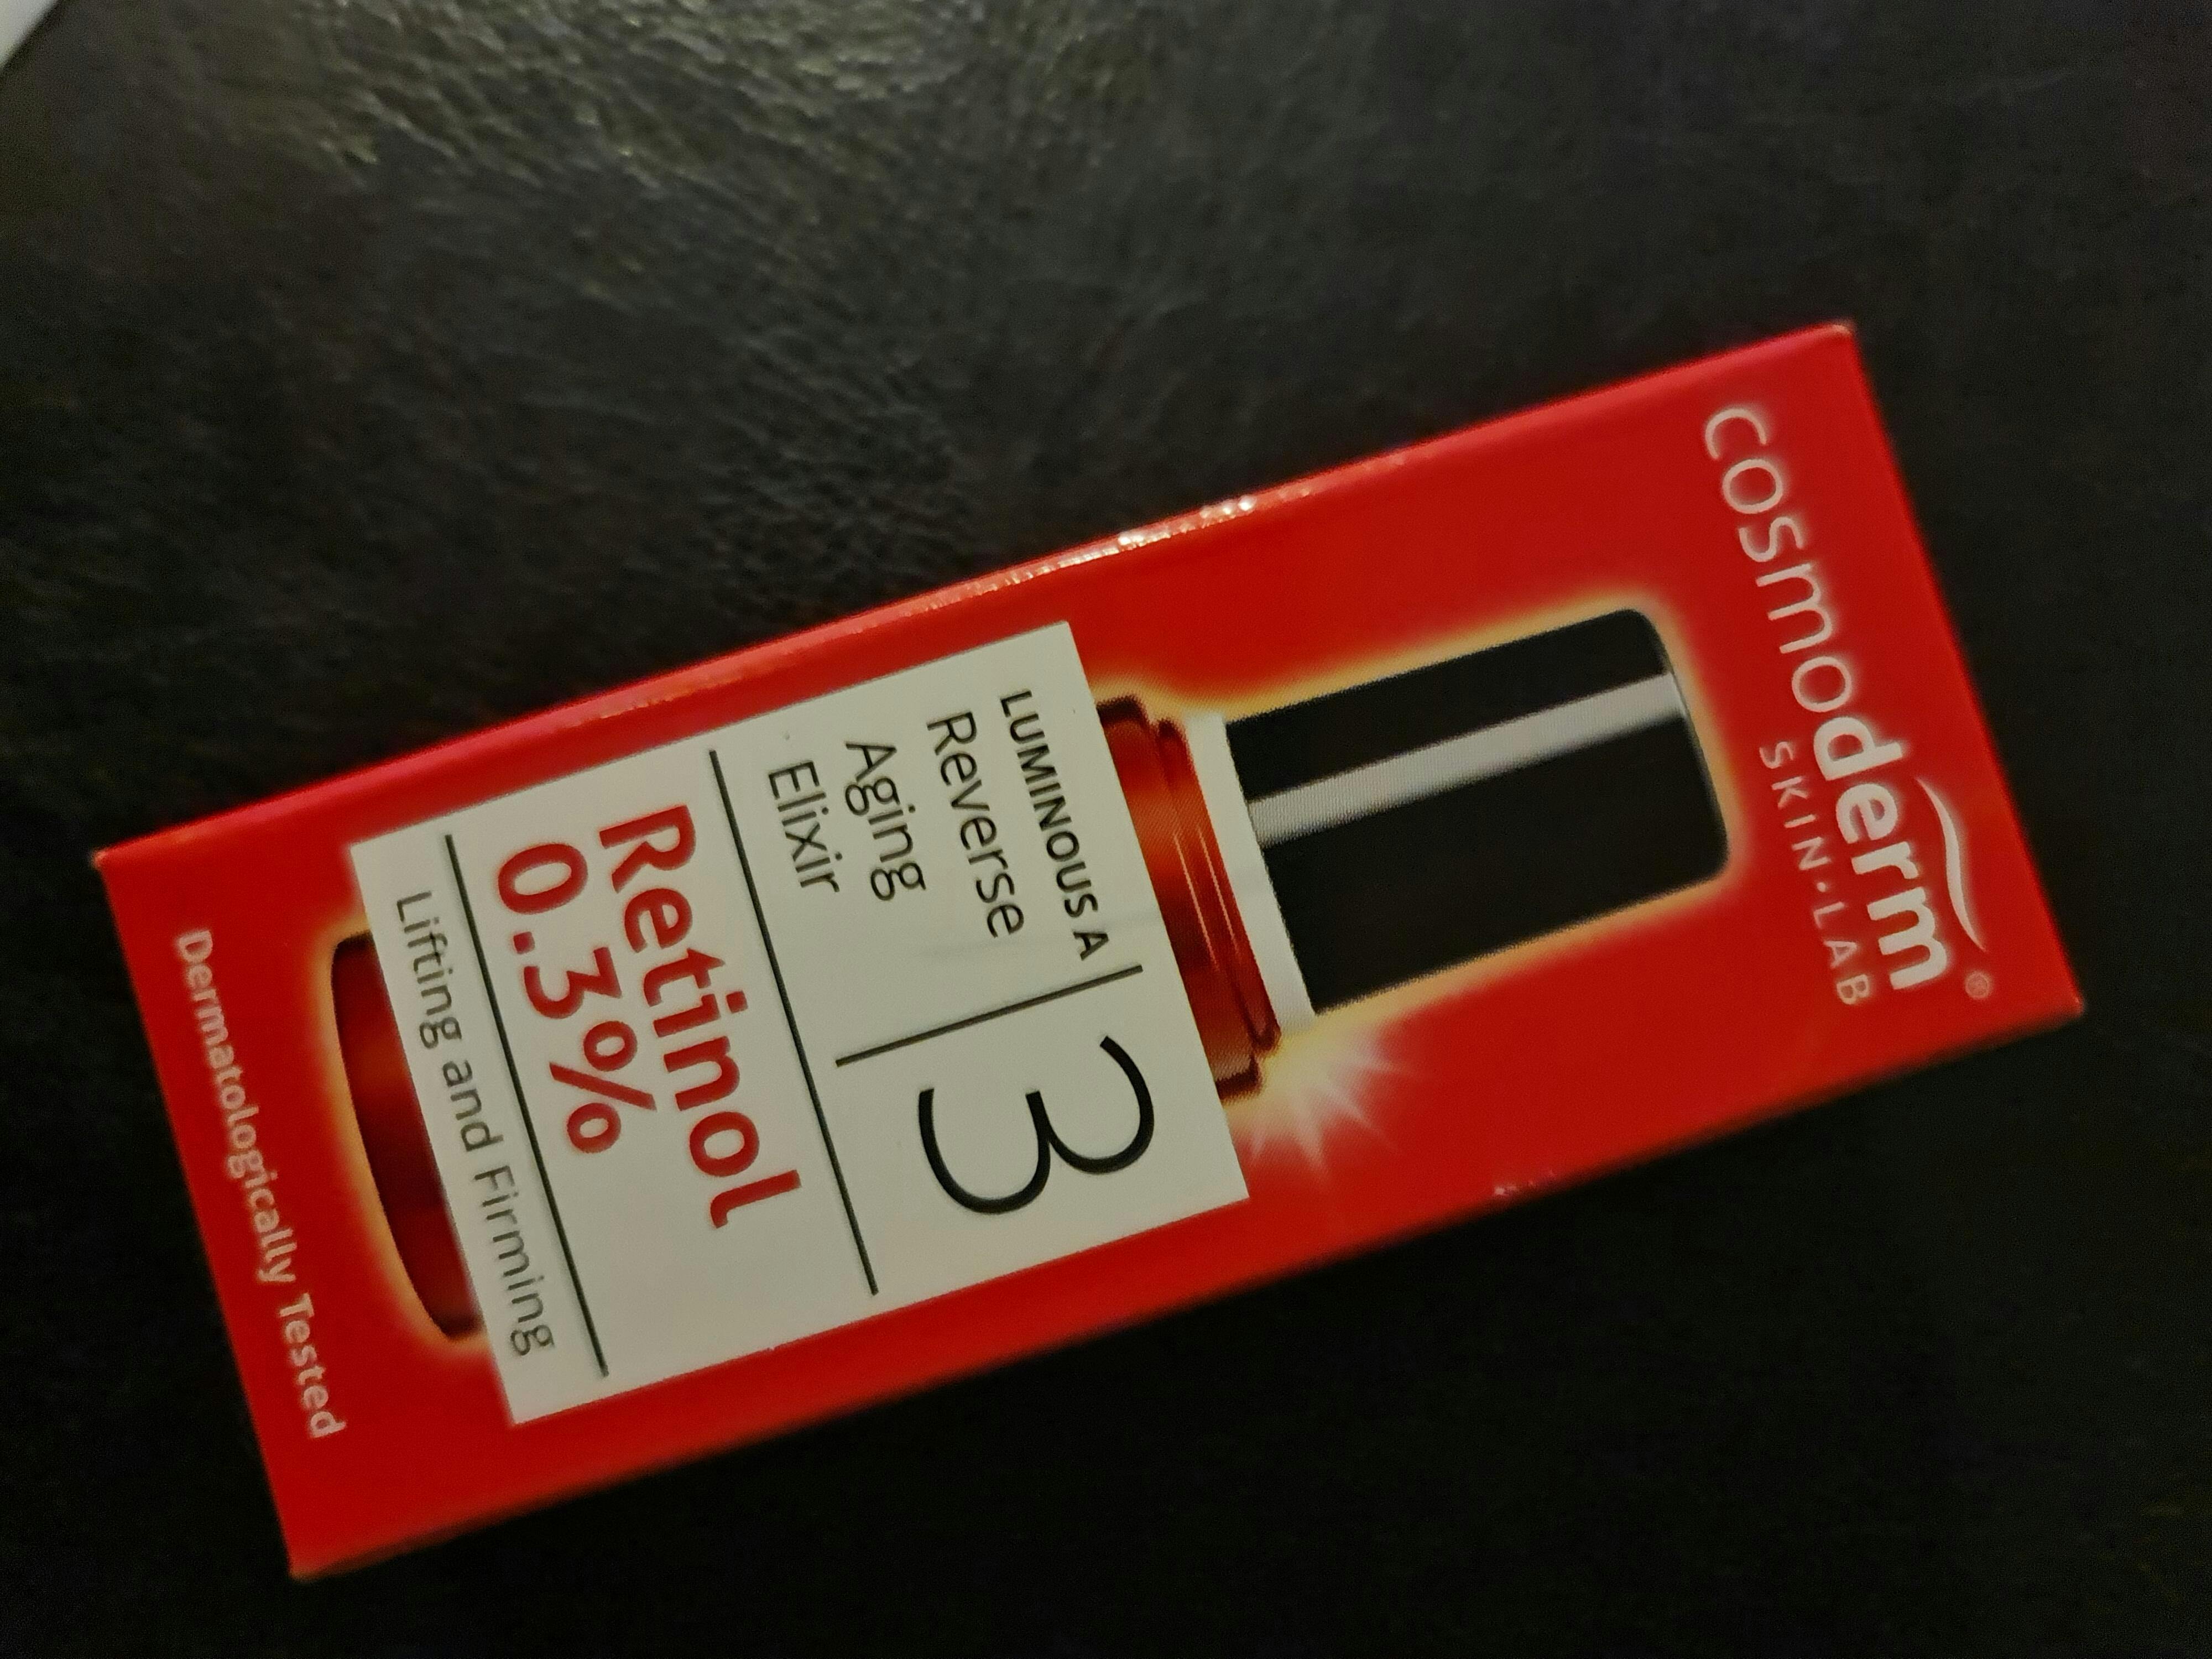 cosmoderm®
SKIN·LAB
LUMINOUS A
Reverse
Aging
Elixir
3
Retinol
0.3%
Lifting and Firming
Dermatologically Tested